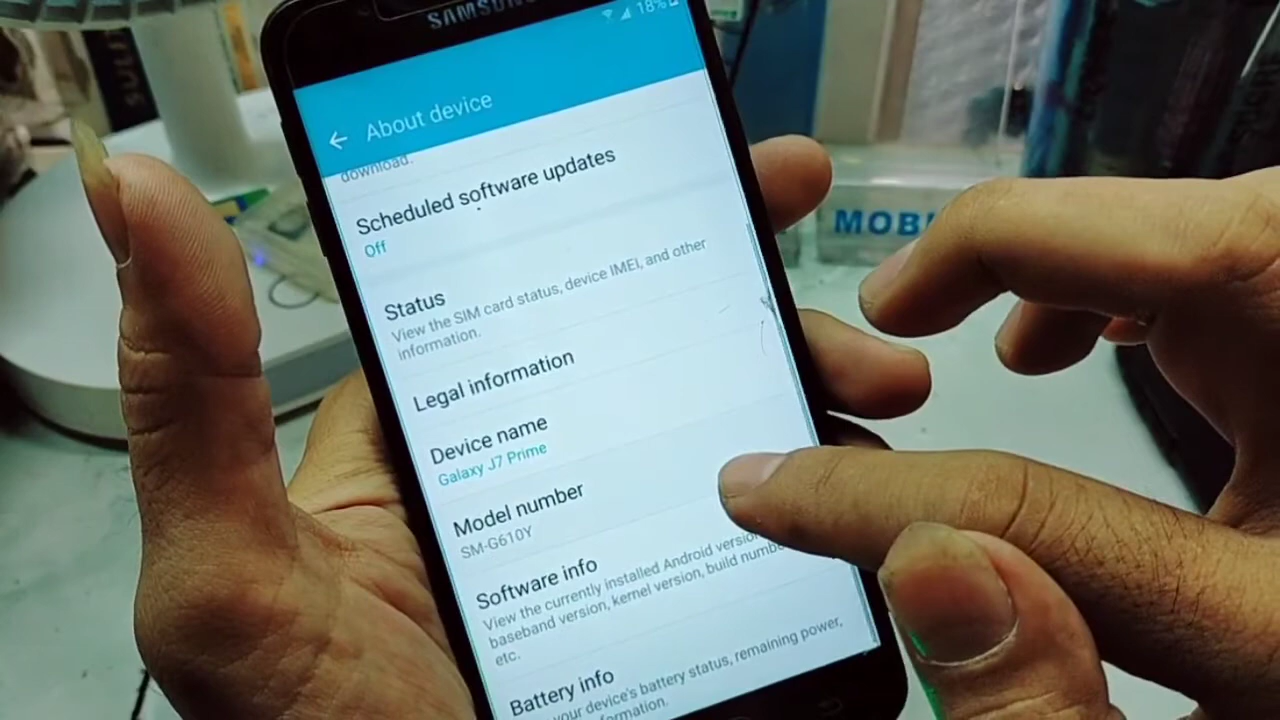 SAMSUNG
18%
About device
download.
Scheduled software updates
Off
Status
View the SIM card status, device IMEI, and other
information.
Legal information
Device name
Galaxy J7 Prime
Model number
SM-G610Y
Software info
View the currently installed Android version,
baseband version, kernel version, build number,
etc.
Battery info
your device's battery status, remaining power,
information.
MOBI